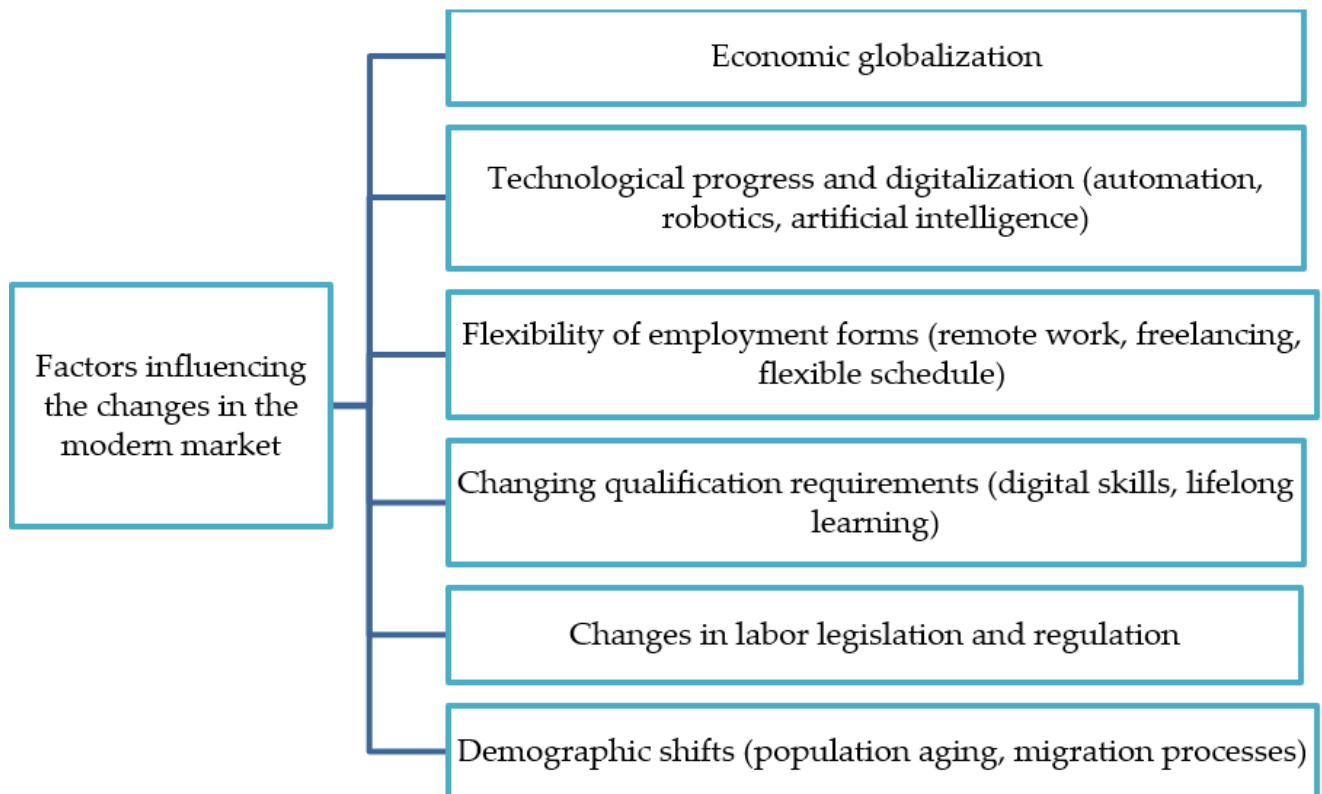 Economic globalization
Technological progress and digitalization (automation,
robotics, artificial intelligence)
Flexibility of employment forms (remote work, freelancing,
flexible schedule)
Factors influencing
the changes in the
modern market
Changing qualification requirements (digital skills, lifelong
learning)
Changes in labor legislation and regulation
Demographic shifts (population aging, migration processes)